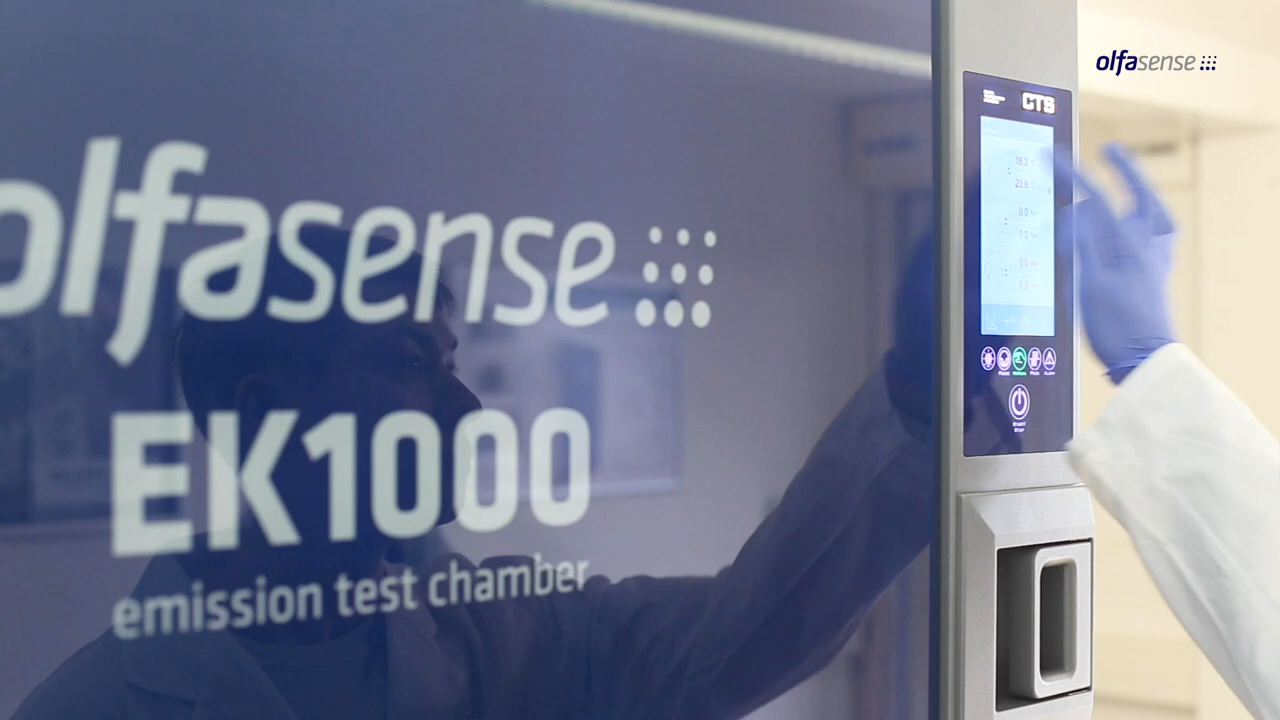 olfasense
CTS
18.3
23.6
0.0
0.0
0.0
0.0
olfasense
EK1000
emission test chamber